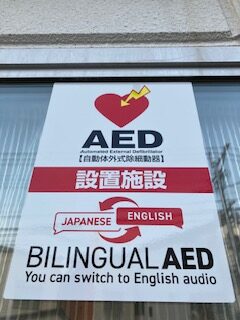 AED
Automated External Defibrillator
【自動体外式除細動器】
設置施設
JAPANESE
ENGLISH
BILINGUAL AED
You can switch to English audio